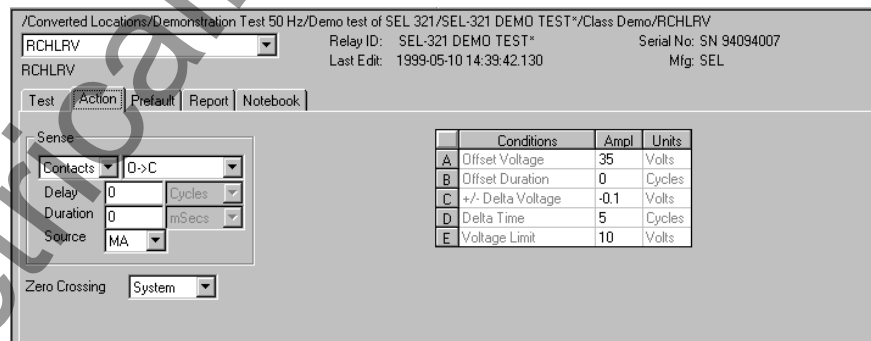 /Converted Locations/Demonstration Test 50 Hz/Demo test of SEL 321/SEL-321 DEMO TEST*/Class Demo/RCHLRV
RCHLRV Relay ID: SEL-321 DEMO TEST* Serial No: SN 94094007
RCHLRV Last Edit: 1999-05-10 14:39:42.130 Mfg: SEL
Test Action Prefault Report Notebook
Sense
Contacts O->C
Delay 0 Cycles
Duration 0 mSecs
Source MA
Zero Crossing System
Conditions Ampl Units
A Offset Voltage 35 Volts
B Offset Duration 0 Cycles
C +/- Delta Voltage -0.1 Volts
D Delta Time 5 Cycles
E Voltage Limit 10 Volts